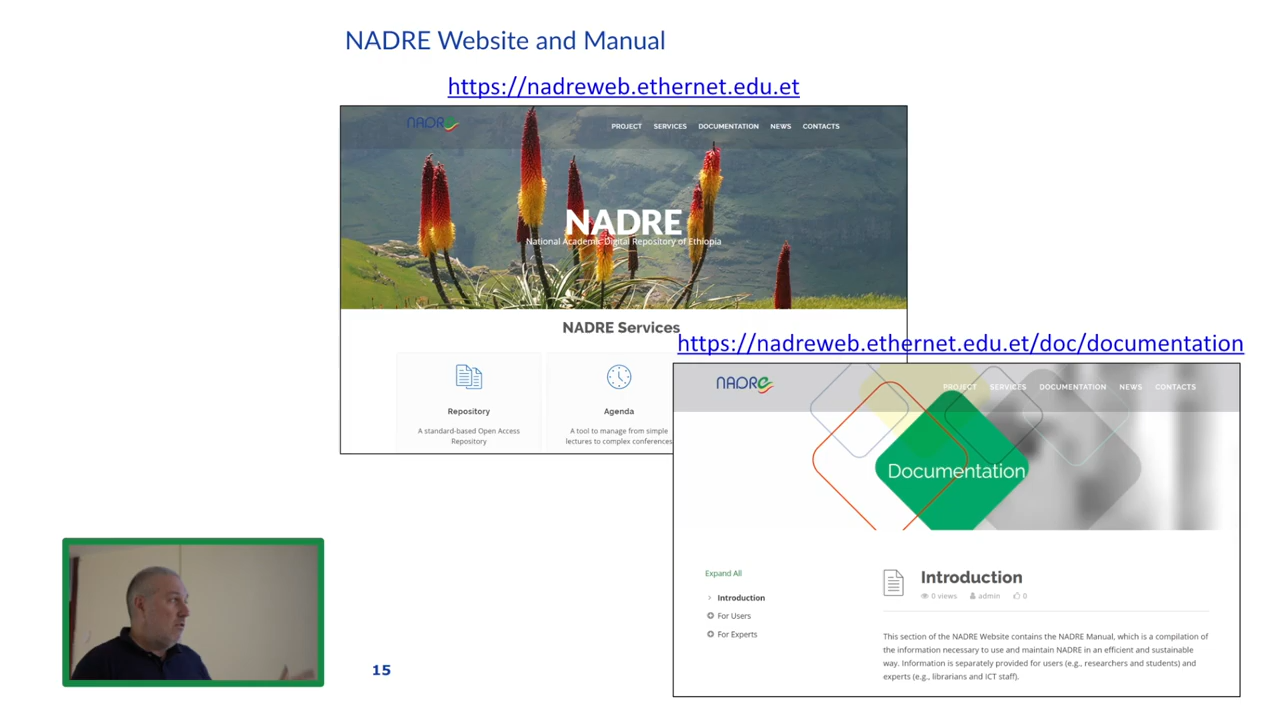 NADRE Website and Manual
https://nadreweb.ethernet.edu.et
NADRE
PROJECT SERVICES DOCUMENTATION NEWS CONTACTS
NADRE
National Academic Digital Repository of Ethiopia
NADRE Services
Repository
A standard-based Open Access
Repository
Agenda
A tool to manage from simple
lectures to complex conferences
https://nadreweb.ethernet.edu.et/doc/documentation
NADRe
PROJECT SERVICES DOCUMENTATION NEWS CONTACTS
Documentation
Expand All
Introduction
For Users
For Experts
Introduction
0 views admin 0
This section of the NADRE Website contains the NADRE Manual, which is a compilation of
the information necessary to use and maintain NADRE in an efficient and sustainable
way. Information is separately provided for users (e.g., researchers and students) and
experts (e.g., librarians and ICT staff).
15